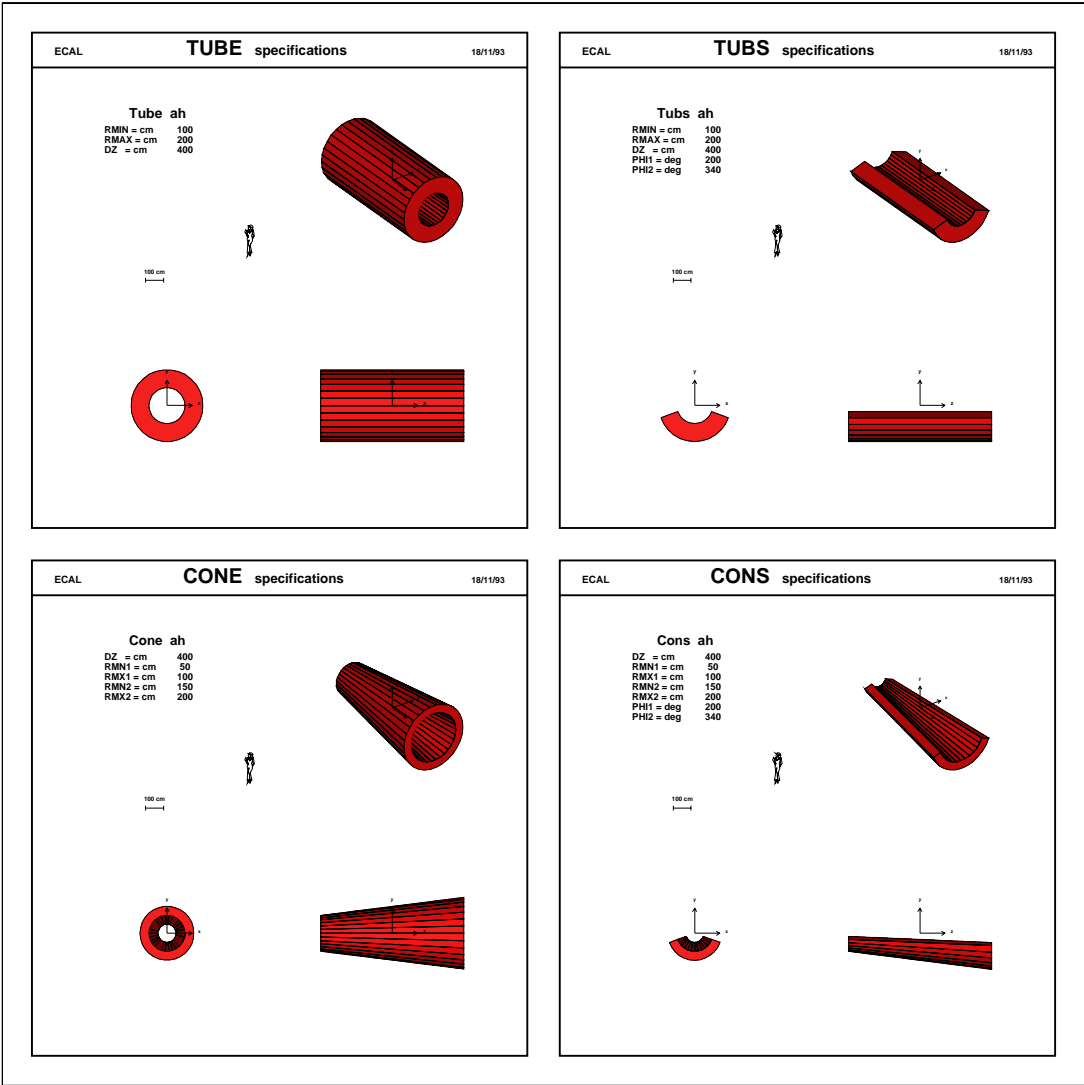 ECAL TUBE specifications 18/11/93
Tube ah
RMIN = cm 100
RMAX = cm 200
DZ = cm 400
100 cm
y
x
z
ECAL TUBS specifications 18/11/93
Tubs ah
RMIN = cm 100
RMAX = cm 200
DZ = cm 400
PHI1 = deg 200
PHI2 = deg 340
y
x
100 cm
y
x
y
z
ECAL CONE specifications 18/11/93
Cone ah
DZ = cm 400
RMN1 = cm 50
RMX1 = cm 100
RMN2 = cm 150
RMX2 = cm 200
100 cm
y
x
y
z
ECAL CONS specifications 18/11/93
Cons ah
DZ = cm 400
RMN1 = cm 50
RMX1 = cm 100
RMN2 = cm 150
RMX2 = cm 200
PHI1 = deg 200
PHI2 = deg 340
y
x
100 cm
y
x
y
z